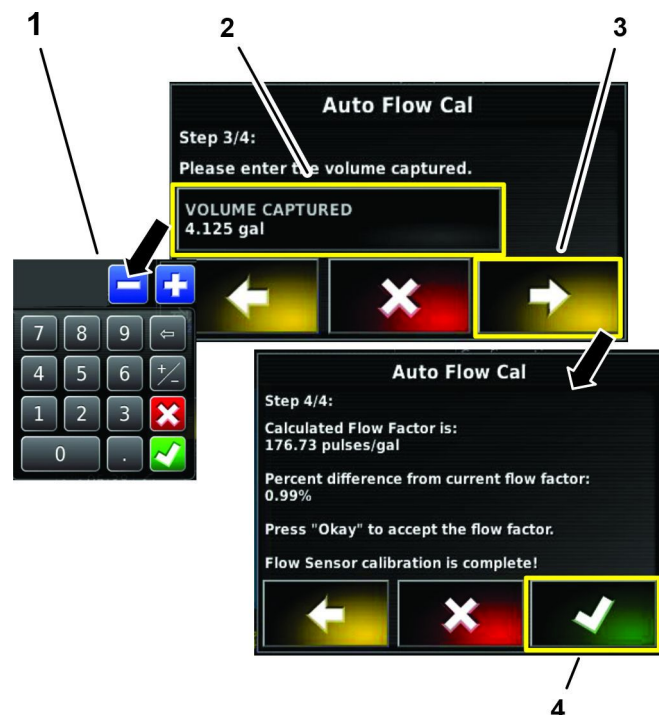 1
2
3
Auto Flow Cal
Step 3/4:
Please enter the volume captured.
VOLUME CAPTURED
4.125 gal
7 8 9
4 5 6 +/-
1 2 3
0 .
Auto Flow Cal
Step 4/4:
Calculated Flow Factor is:
176.73 pulses/gal
Percent difference from current flow factor:
0.99%
Press "Okay" to accept the flow factor.
Flow Sensor calibration is complete!
4